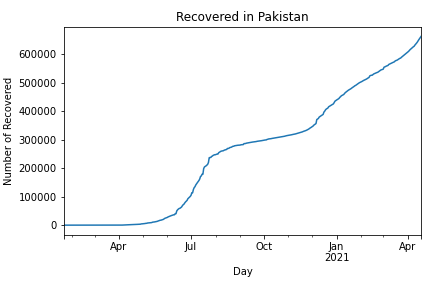 Recovered in Pakistan
Number of Recovered
600000
500000
400000
300000
200000
100000
0
Apr
Jul
Oct
Jan
2021
Apr
Day